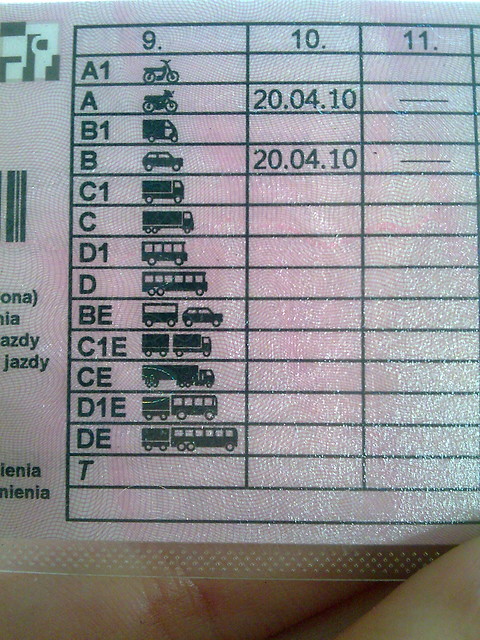 9. 10. 11.
A1
A 20.04.10 ——
B1
B 20.04.10 ——
C1
C
D1
D
BE
C1E
CE
D1E
DE
T
ona)
nia
azdy
jazdy
ienia
nienia